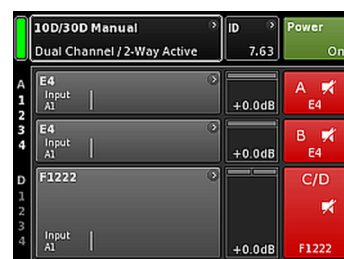 10D/30D Manual
Dual Channel / 2-Way Active
ID
7.63
Power
On
A
1
2
3
4
D
1
2
3
4
E4
Input
A1
+0.0dB
A
E4
E4
Input
A1
+0.0dB
B
E4
F1222
Input
A1
+0.0dB
C/D
F1222